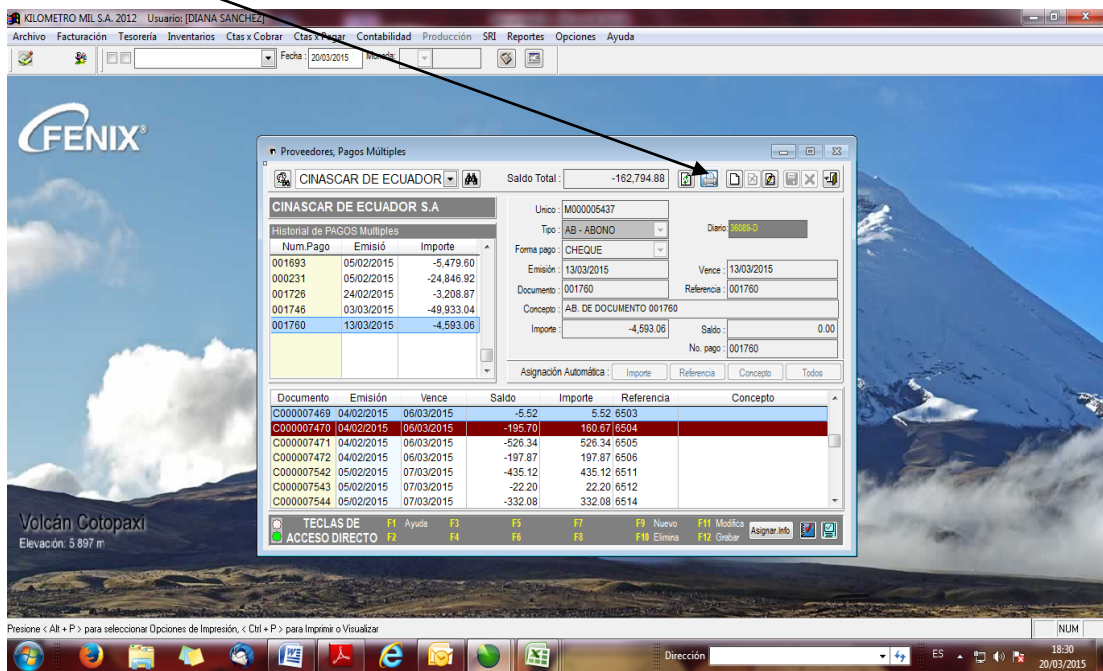 KILOMETRO MIL S.A. 2012 Usuario: [DIANA SANCHEZ]
Archivo Facturación Tesorería Inventarios Ctas x Cobrar Ctas x Pagar Contabilidad Producción SRI Reportes Opciones Ayuda
Fecha : 20/03/2015 Moneda:
FENIX®
Proveedores, Pagos Múltiples
CINASCAR DE ECUADOR Saldo Total : -162,794.88
CINASCAR DE ECUADOR S.A
Unico : M000005437
Historial de PAGOS Multiples
Tipo : AB - ABONO Diario: 36089-D
Num.Pago Emisió Importe
Forma pago : CHEQUE
001693 05/02/2015 -5,479.60
000231 05/02/2015 -24,846.92
001726 24/02/2015 -3,208.87
001746 03/03/2015 -49,933.04
001760 13/03/2015 -4,593.06
Emisión : 13/03/2015 Vence : 13/03/2015
Documento : 001760 Referencia : 001760
Concepto : AB. DE DOCUMENTO 001760
Importe : -4,593.06 Saldo : 0.00
No. pago : 001760
Asignación Automática : Importe Referencia Concepto Todos
Documento Emisión Vence Saldo Importe Referencia Concepto
C000007469 04/02/2015 06/03/2015 -5.52 5.52 6503
C000007470 04/02/2015 06/03/2015 -195.70 160.67 6504
C000007471 04/02/2015 06/03/2015 -526.34 526.34 6505
C000007472 04/02/2015 06/03/2015 -197.87 197.87 6506
C000007542 05/02/2015 07/03/2015 -435.12 435.12 6511
C000007543 05/02/2015 07/03/2015 -22.20 22.20 6512
C000007544 05/02/2015 07/03/2015 -332.08 332.08 6514
TECLAS DE F1 Ayuda F3 F5 F7 F9 Nuevo F11 Modifica Asignar.Info
ACCESO DIRECTO F2 F4 F6 F8 F10 Elimina F12 Grabar
Volcán Cotopaxi
Elevación: 5 897 m
Presione < Alt + P > para seleccionar Opciones de Impresión, < Ctrl + P > para Imprimir o Visualizar NUM
Dirección ES 18:30
20/03/2015